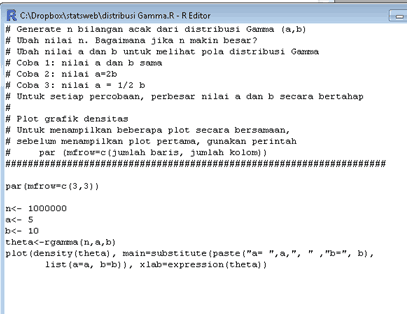 C:\Dropbox\statsweb\distribusi Gamma.R - R Editor
# Generate n bilangan acak dari distribusi Gamma (a,b)
# Ubah nilai n. Bagaimana jika n makin besar?
# Ubah nilai a dan b untuk melihat pola distribusi Gamma
# Coba 1: nilai a dan b sama
# Coba 2: nilai a=2b
# Coba 3: nilai a = 1/2 b
# Untuk setiap percobaan, perbesar nilai a dan b secara bertahap
#
# Plot grafik densitas
# Untuk menampilkan beberapa plot secara bersamaan,
# sebelum menampilkan plot pertama, gunakan perintah
#     par (mfrow=c(jumlah baris, jumlah kolom))
####################################################################
par(mfrow=c(3,3))
n<- 1000000
a<- 5
b<- 10
theta<-rgamma(n,a,b)
plot(density(theta), main=substitute(paste("a= ",a,", " ,"b=", b),
list(a=a, b=b)), xlab=expression(theta))